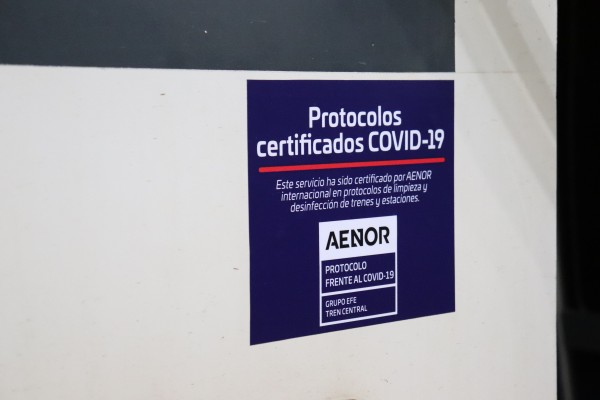 Protocolos
certificados COVID-19
Este servicio ha sido certificado por AENOR
internacional en protocolos de limpieza y
desinfección de trenes y estaciones.
AENOR
PROTOCOLO
FRENTE AL COVID-19
GRUPO EFE
TREN CENTRAL